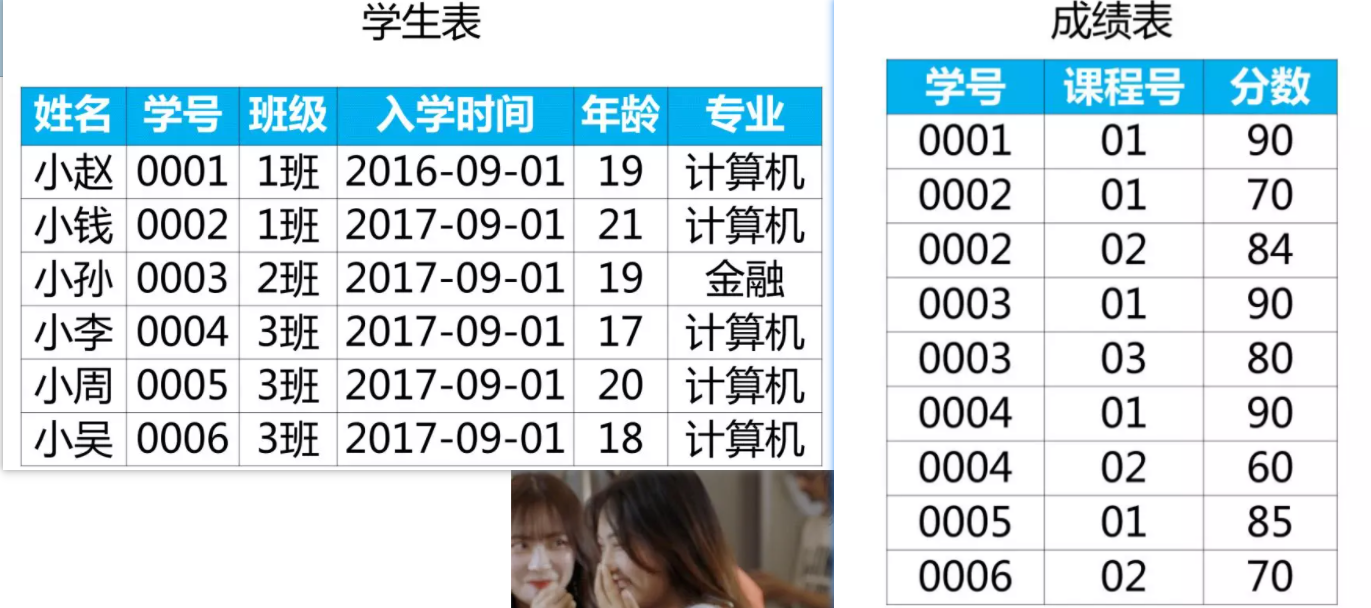 学生表
姓名 学号 班级 入学时间 年龄 专业
小赵 0001 1班 2016-09-01 19 计算机
小钱 0002 1班 2017-09-01 21 计算机
小孙 0003 2班 2017-09-01 19 金融
小李 0004 3班 2017-09-01 17 计算机
小周 0005 3班 2017-09-01 20 计算机
小吴 0006 3班 2017-09-01 18 计算机
成绩表
学号 课程号 分数
0001 01 90
0002 01 70
0002 02 84
0003 01 90
0003 03 80
0004 01 90
0004 02 60
0005 01 85
0006 02 70